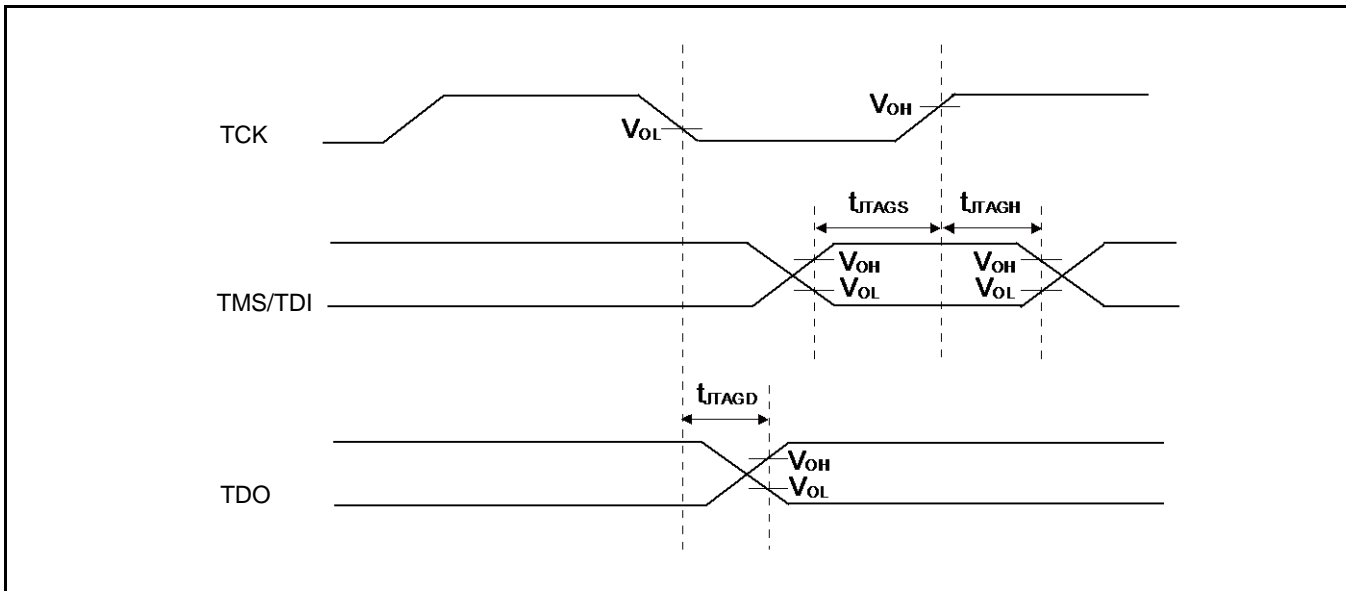 TCK
VOL
VOH
TMS/TDI
tJTAGS
tJTAGH
VOH
VOL
VOH
VOL
TDO
tJTAGD
VOH
VOL